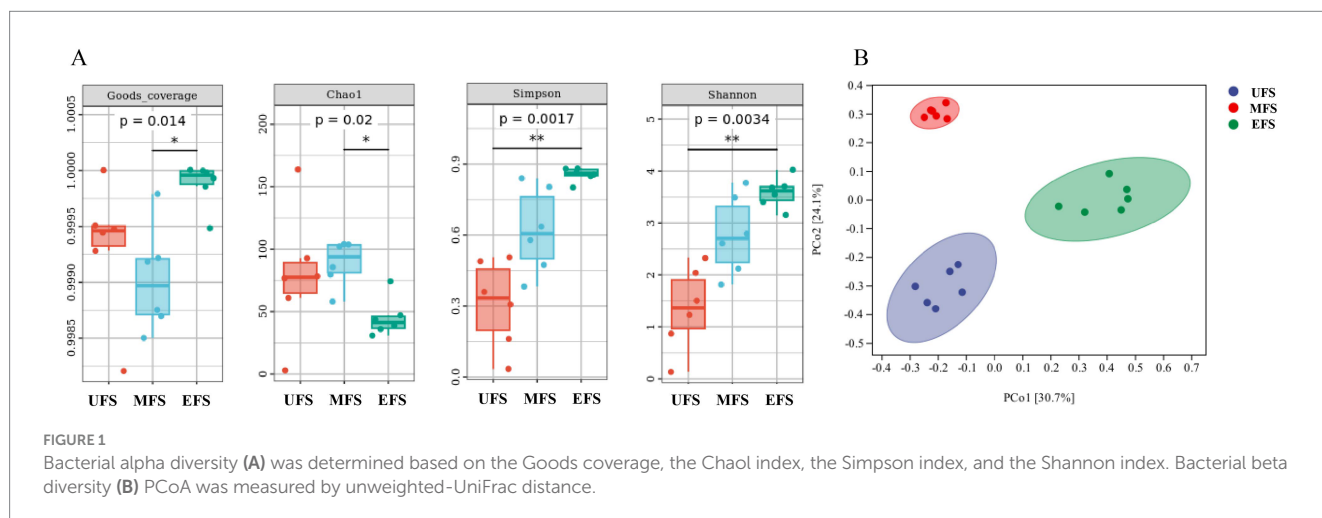 A
B
Goods_coverage
Chao1
Simpson
Shannon
p = 0.014
p = 0.02
p = 0.0017
p = 0.0034
*
*
**
**
1.0005
1.0000
0.9995
0.9990
0.9985
200
150
100
50
0
0.9
0.6
0.3
0.0
5
4
3
2
1
0
UFS MFS EFS
UFS MFS EFS
UFS MFS EFS
UFS MFS EFS
PCo2 [24.1%]
0.4
0.3
0.2
0.1
0.0
-0.1
-0.2
-0.3
-0.4
-0.5
-0.4 -0.3 -0.2 -0.1 0.0 0.1 0.2 0.3 0.4 0.5 0.6 0.7
PCo1 [30.7%]
UFS
MFS
EFS
FIGURE 1
Bacterial alpha diversity (A) was determined based on the Goods coverage, the Chaol index, the Simpson index, and the Shannon index. Bacterial beta
diversity (B) PCoA was measured by unweighted-UniFrac distance.